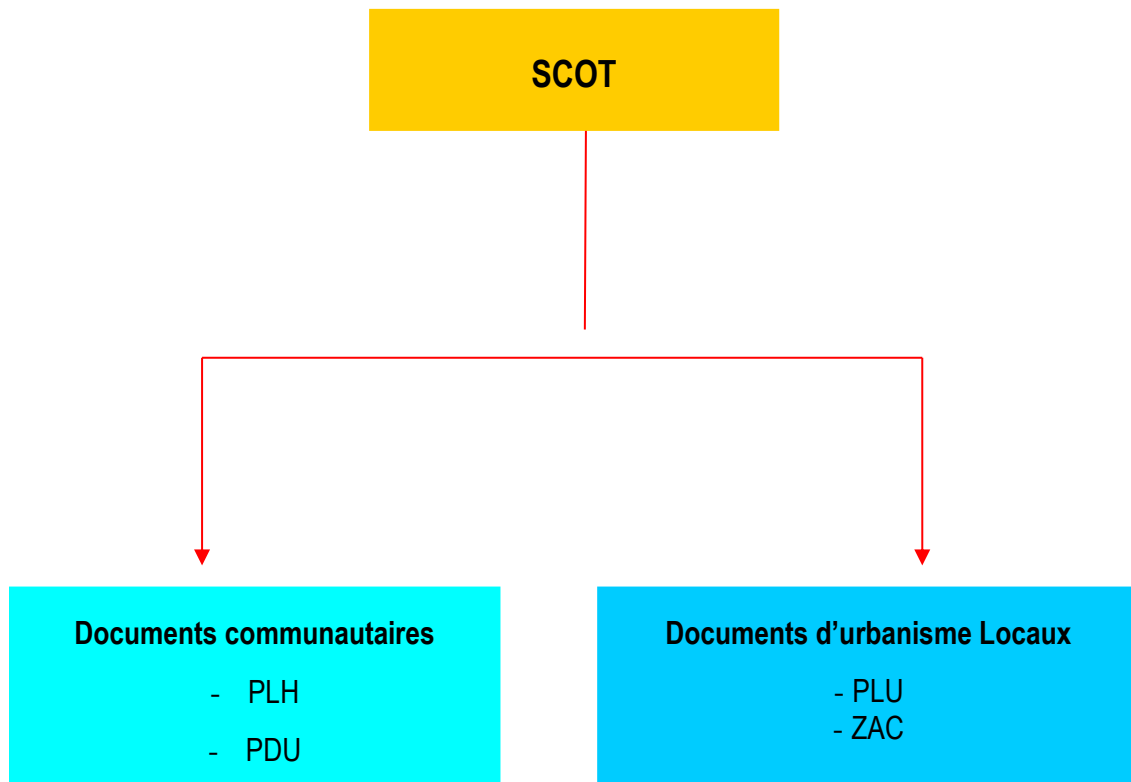 SCOT
Documents communautaires
- PLH
- PDU
Documents d’urbanisme Locaux
- PLU
- ZAC